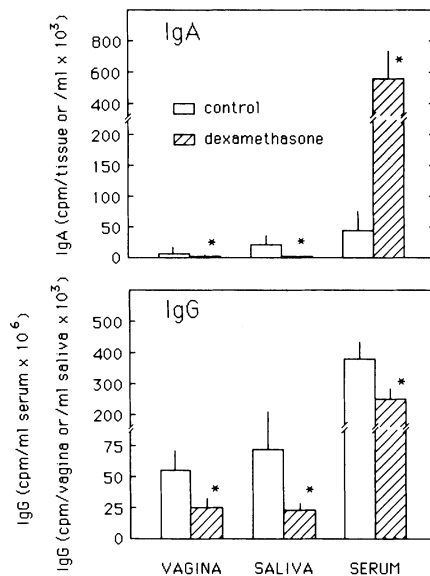 IgA
800
600
400
200
150
100
50
0
IgA (cpm/tissue or /ml x 10³)
control
dexamethasone
*
*
*
IgG
500
400
300
200
75
50
25
0
IgG (cpm/ml serum x 10⁶)
IgG (cpm/vagina or /ml saliva x 10³)
*
*
*
VAGINA SALIVA SERUM